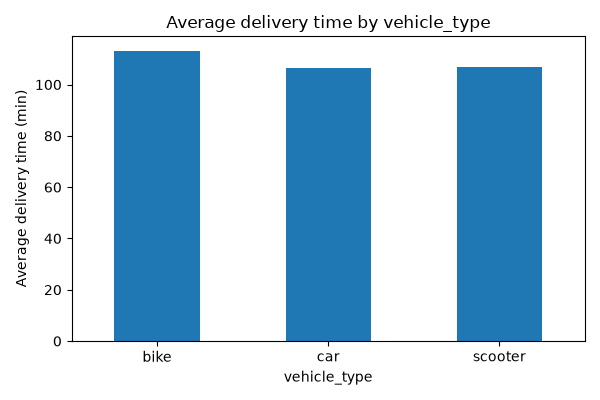 Average delivery time by vehicle_type
Average delivery time (min)
100
80
60
40
20
0
bike car scooter
vehicle_type